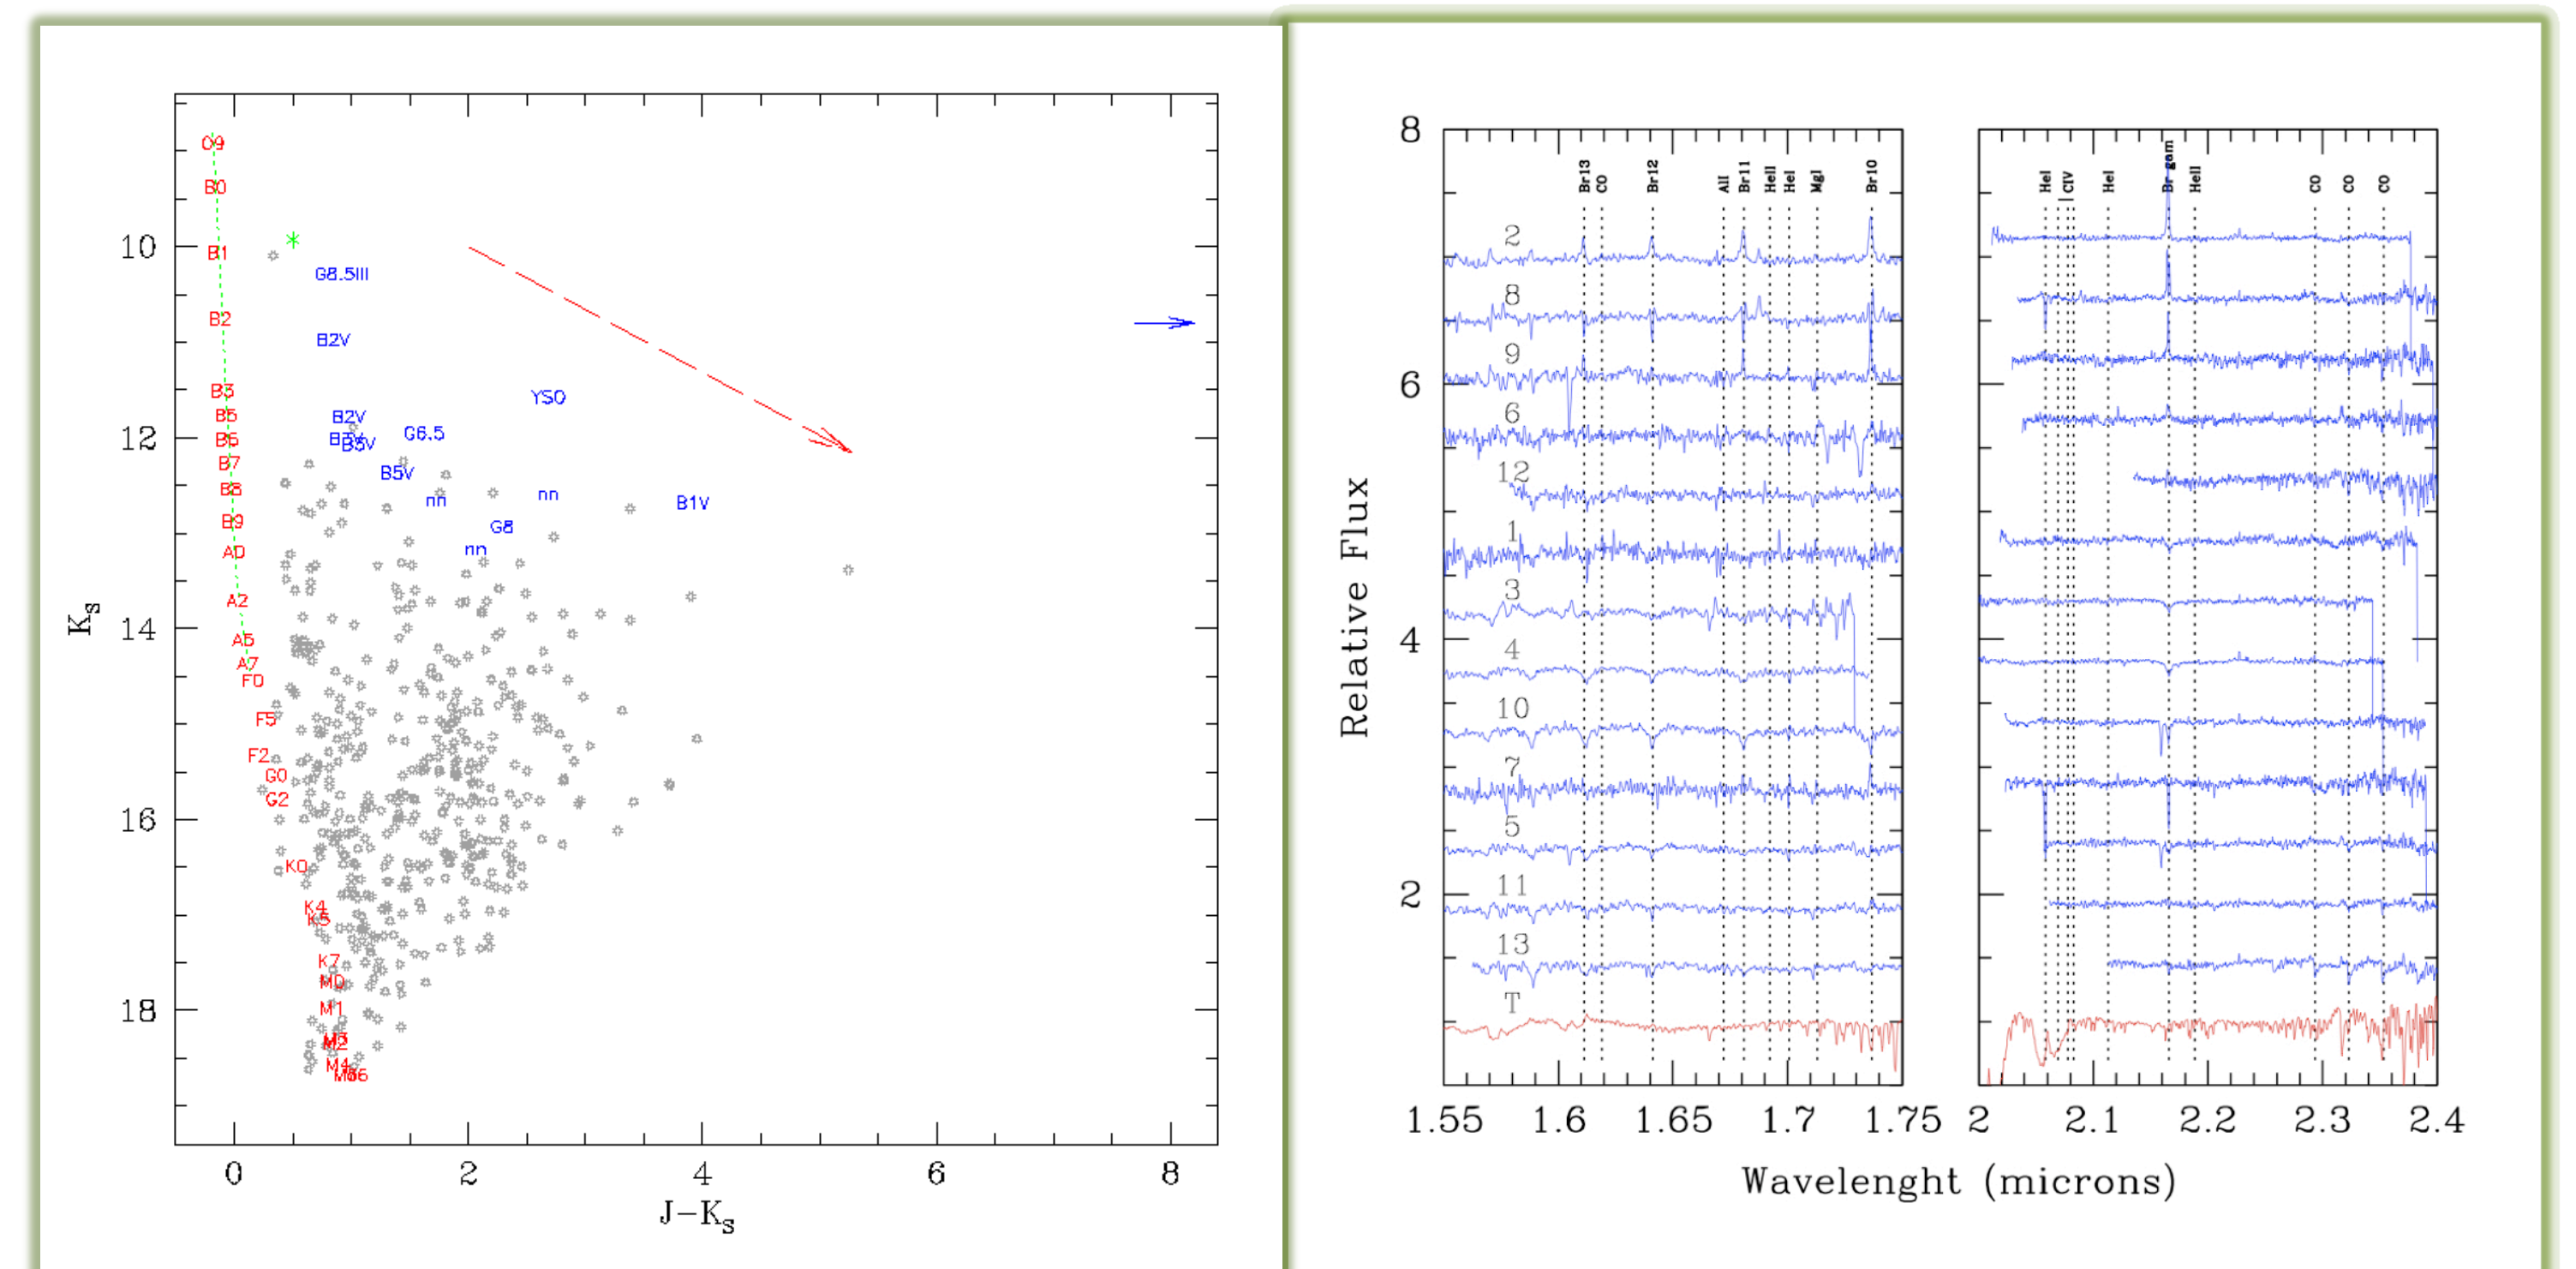 O9
B0
10
B1
G8.5III
B2
B2V
B3
YSO
B5
B2V
12
B6
B5V
G6.5
B7
B5V
B8
nn
nn
B1V
B9
G8
A0
nn
A2
K_S
14
A5
A7
F0
F5
F2
G0
G2
16
K0
K4
K5
K7
M0
18
M1
M2
M4
0 2 4 6 8
J-K_S
8
Br13 CO Br12 All Br11 HeII HeI MgI Br10
HeI CIV HeI Br gam HeII CO CO CO
2
8
9
6
6
12
1
3
4
4
10
7
5
2
11
13
T
Relative Flux
1.55 1.6 1.65 1.7 1.75 2 2.1 2.2 2.3 2.4
Wavelenght (microns)